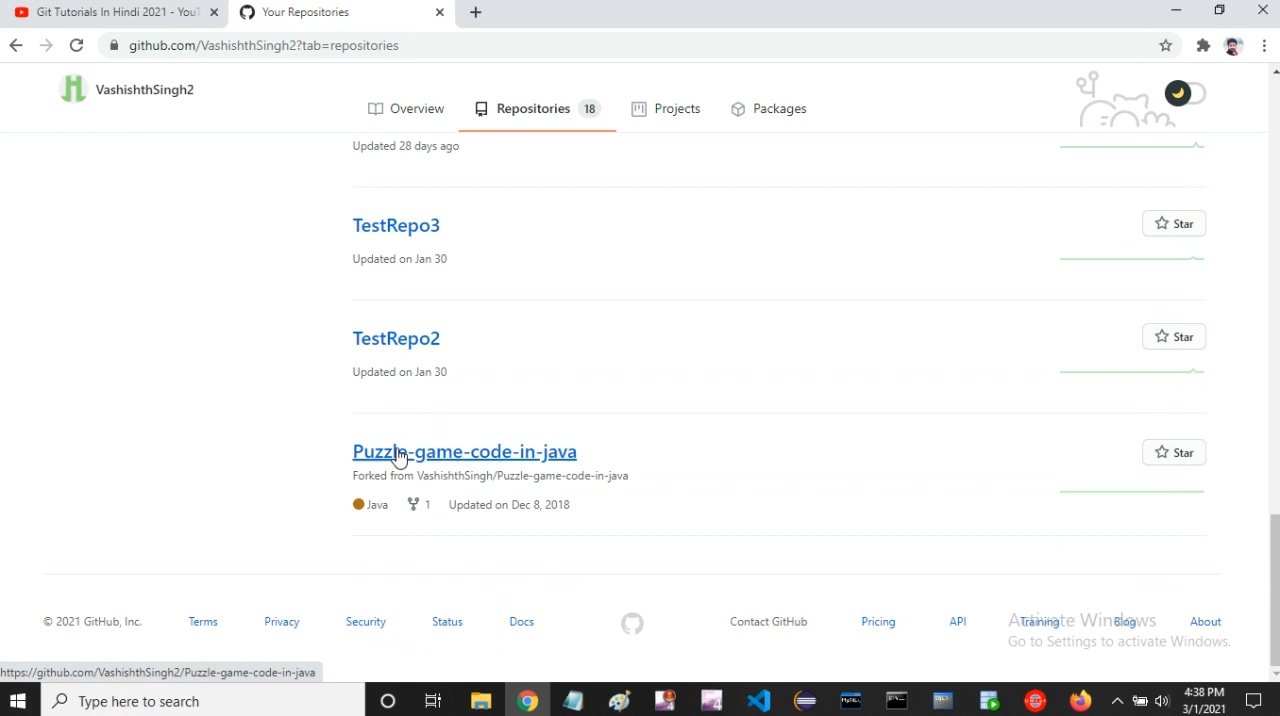 Git Tutorials In Hindi 2021 - YouT
Your Repositories
github.com/VashishthSingh2?tab=repositories
VashishthSingh2
Overview
Repositories 18
Projects
Packages
Updated 28 days ago
TestRepo3
Star
Updated on Jan 30
TestRepo2
Star
Updated on Jan 30
Puzzle-game-code-in-java
Star
Forked from VashishthSingh/Puzzle-game-code-in-java
Java 1 Updated on Dec 8, 2018
© 2021 GitHub, Inc. Terms Privacy Security Status Docs Contact GitHub Pricing API Training Blog About
Activate Windows
Go to Settings to activate Windows.
https://github.com/VashishthSingh2/Puzzle-game-code-in-java
Type here to search
4:38 PM
3/1/2021